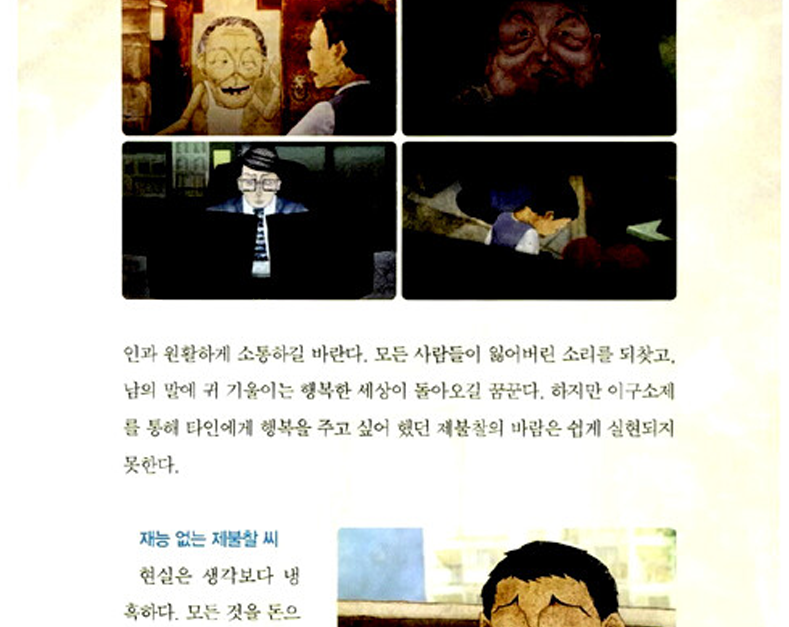 인과 원활하게 소통하길 바란다. 모든 사람들이 잃어버린 소리를 되찾고,
남의 말에 귀 기울이는 행복한 세상이 돌아오길 꿈꾼다. 하지만 이구소제
를 통해 타인에게 행복을 주고 싶어 했던 제불찰의 바람은 쉽게 실현되지
못한다.
재능 없는 제불찰 씨
현실은 생각보다 냉
혹하다. 모든 것을 돈으